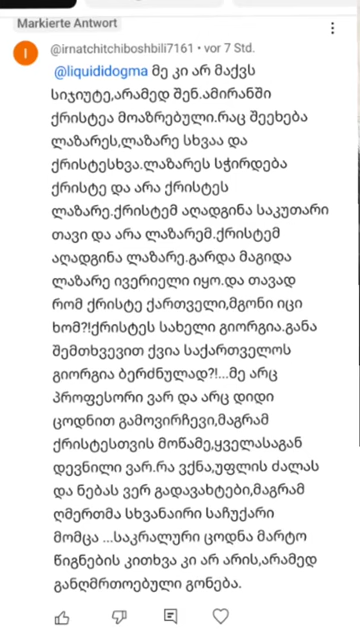 Markierte Antwort
I
@irnatchitchiboshbili7161 • vor 7 Std.
@liquididogma მე კი არ მაქვს
სიჯიუტე,არამედ შენ.ამირანში
ქრისტეა მოაზრებული.რაც შეეხება
ლაზარეს,ლაზარე სხვაა და
ქრისტესხვა.ლაზარეს სჭირდება
ქრისტე და არა ქრისტეს
ლაზარე.ქრისტემ აღადგინა საკუთარი
თავი და არა ლაზარემ.ქრისტემ
აღადგინა ლაზარე.გარდა მაგიდა
ლაზარე ივერიელი იყო.და თავად
რომ ქრისტე ქართველი,მგონი იცი
ხომ?!ქრისტეს სახელი გიორგია.განა
შემთხვევით ქვია საქართველოს
გიორგია ბერძნულად?!...მე არც
პროფესორი ვარ და არც დიდი
ცოდნით გამოვირჩევი,მაგრამ
ქრისტესთვის მოწამე,ყველასაგან
დევნილი ვარ.რა ვქნა,უფლის ძალას
და ნებას ვერ გადავახტები,მაგრამ
ღმერთმა სხვანაირი საჩუქარი
მომცა ...საკრალური ცოდნა მარტო
წიგნების კითხვა კი არ არის,არამედ
განღმრთოებული გონება.